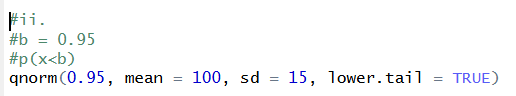 #ii.
#b = 0.95
#p(x<b)
qnorm(0.95, mean = 100, sd = 15, lower.tail = TRUE)